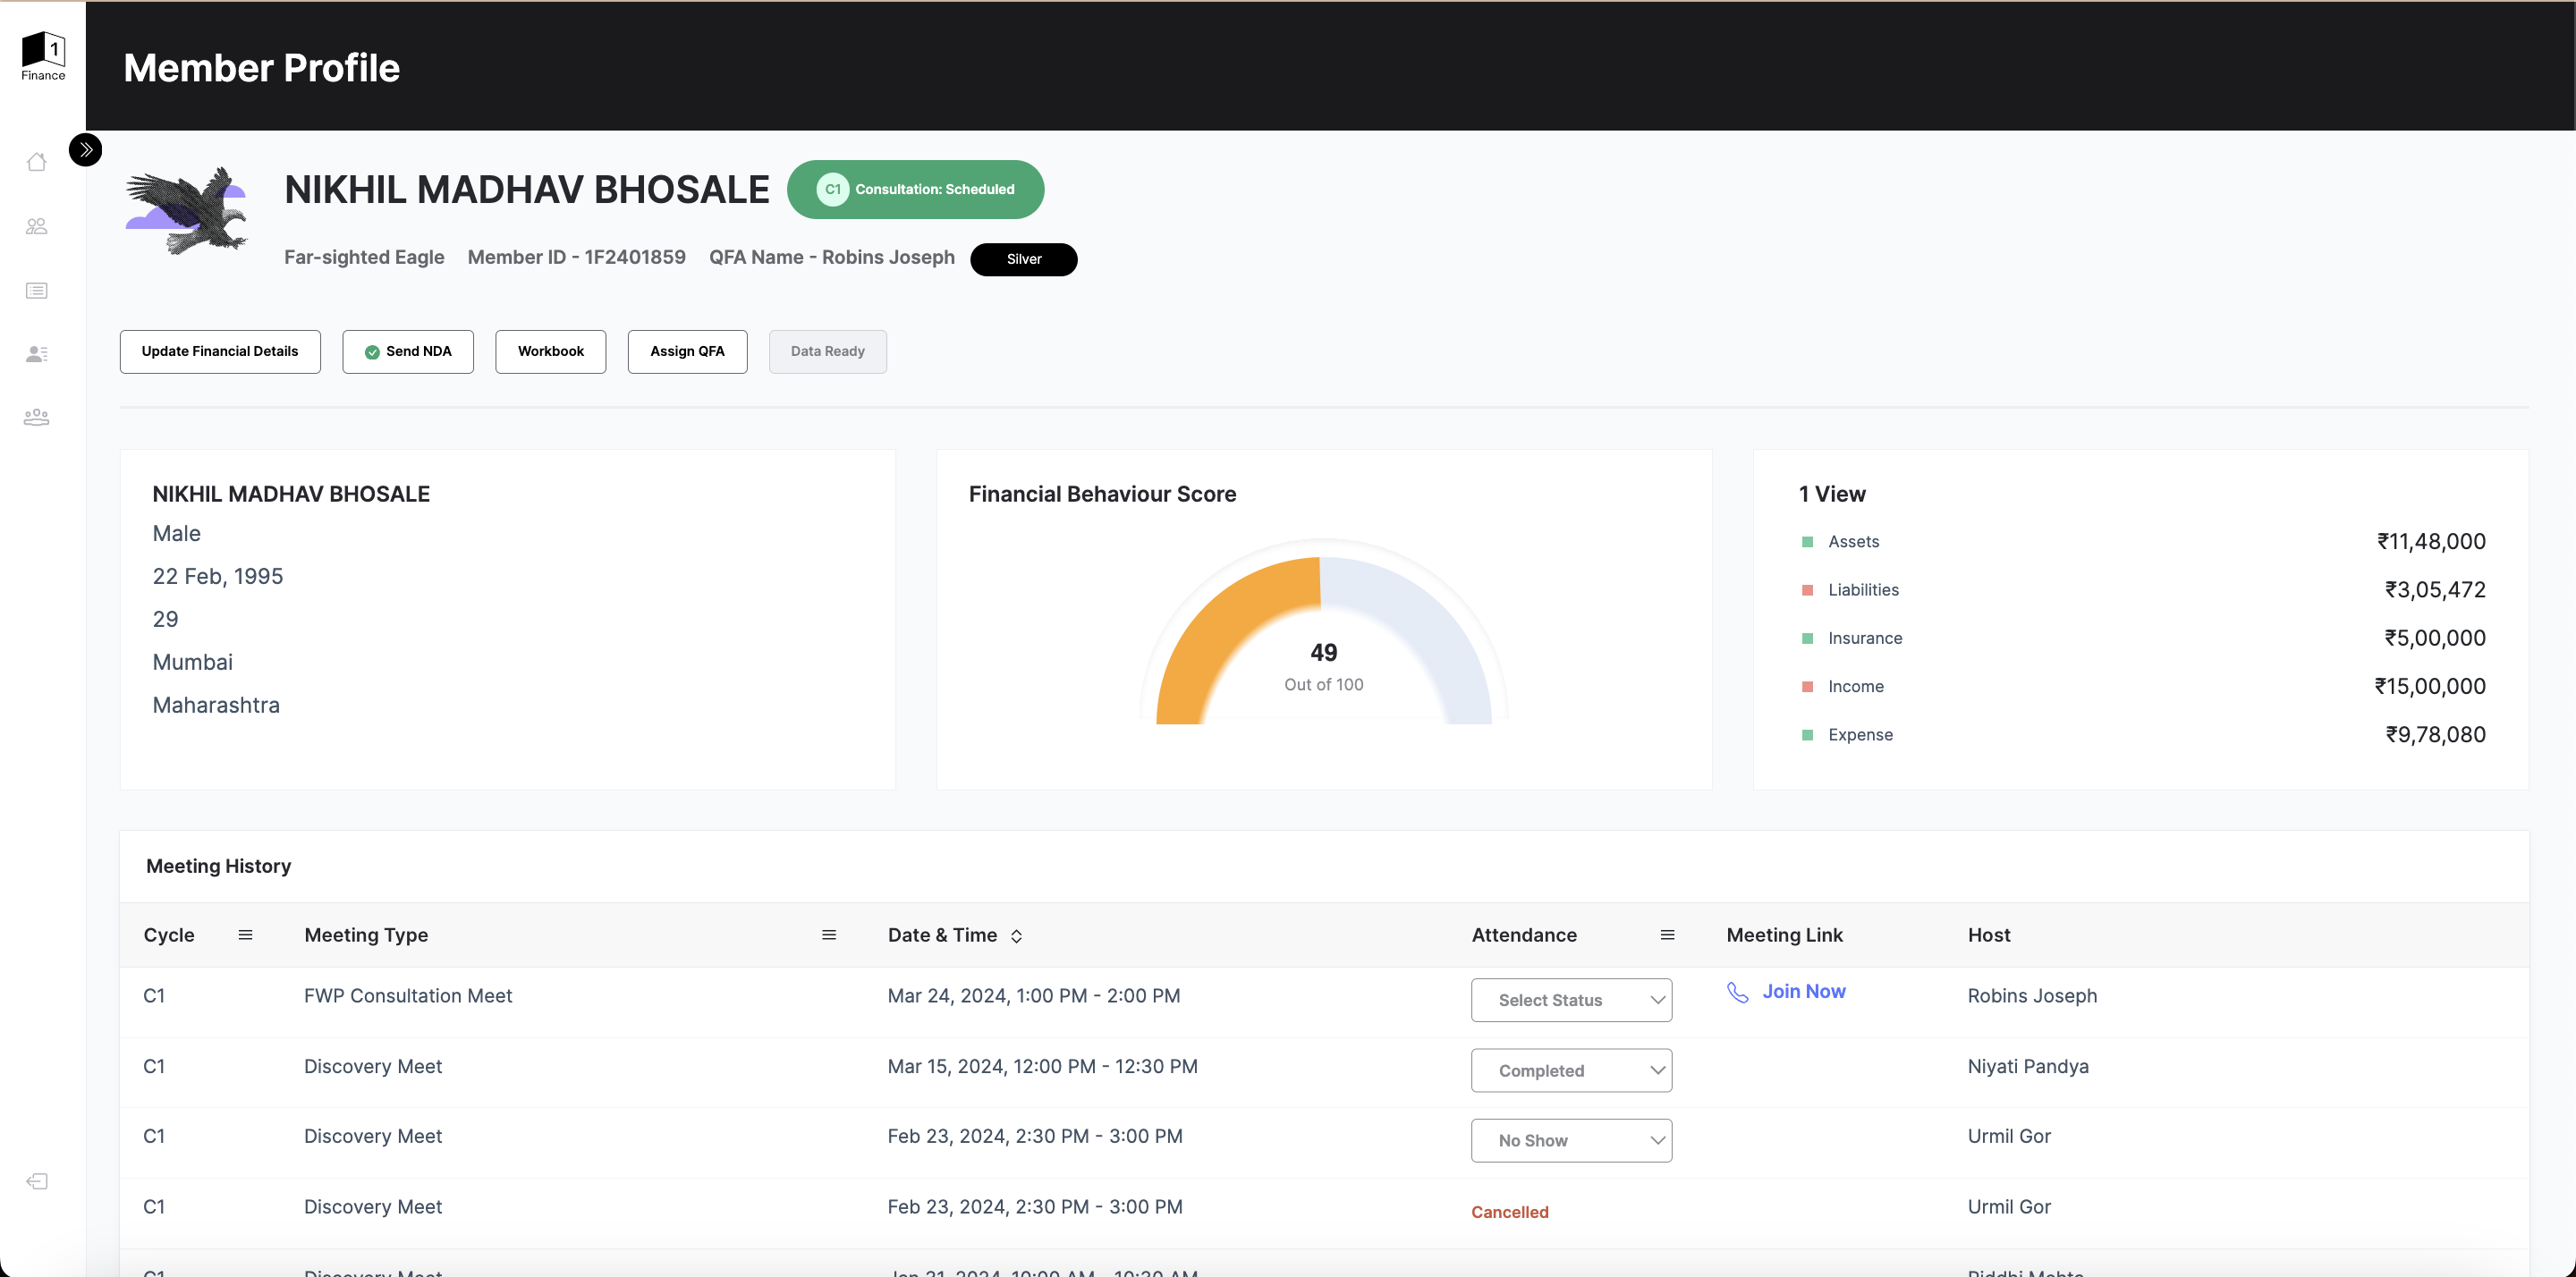 1
Finance
Member Profile
NIKHIL MADHAV BHOSALE
C1 Consultation: Scheduled
Far-sighted Eagle Member ID - 1F2401859 QFA Name - Robins Joseph Silver
Update Financial Details Send NDA Workbook Assign QFA Data Ready
NIKHIL MADHAV BHOSALE
Male
22 Feb, 1995
29
Mumbai
Maharashtra
Financial Behaviour Score
49
Out of 100
1 View
Assets ₹11,48,000
Liabilities ₹3,05,472
Insurance ₹5,00,000
Income ₹15,00,000
Expense ₹9,78,080
Meeting History
Cycle Meeting Type Date & Time Attendance Meeting Link Host
C1 FWP Consultation Meet Mar 24, 2024, 1:00 PM - 2:00 PM Select Status Join Now Robins Joseph
C1 Discovery Meet Mar 15, 2024, 12:00 PM - 12:30 PM Completed Niyati Pandya
C1 Discovery Meet Feb 23, 2024, 2:30 PM - 3:00 PM No Show Urmil Gor
C1 Discovery Meet Feb 23, 2024, 2:30 PM - 3:00 PM Cancelled Urmil Gor
C1 Discovery Meet